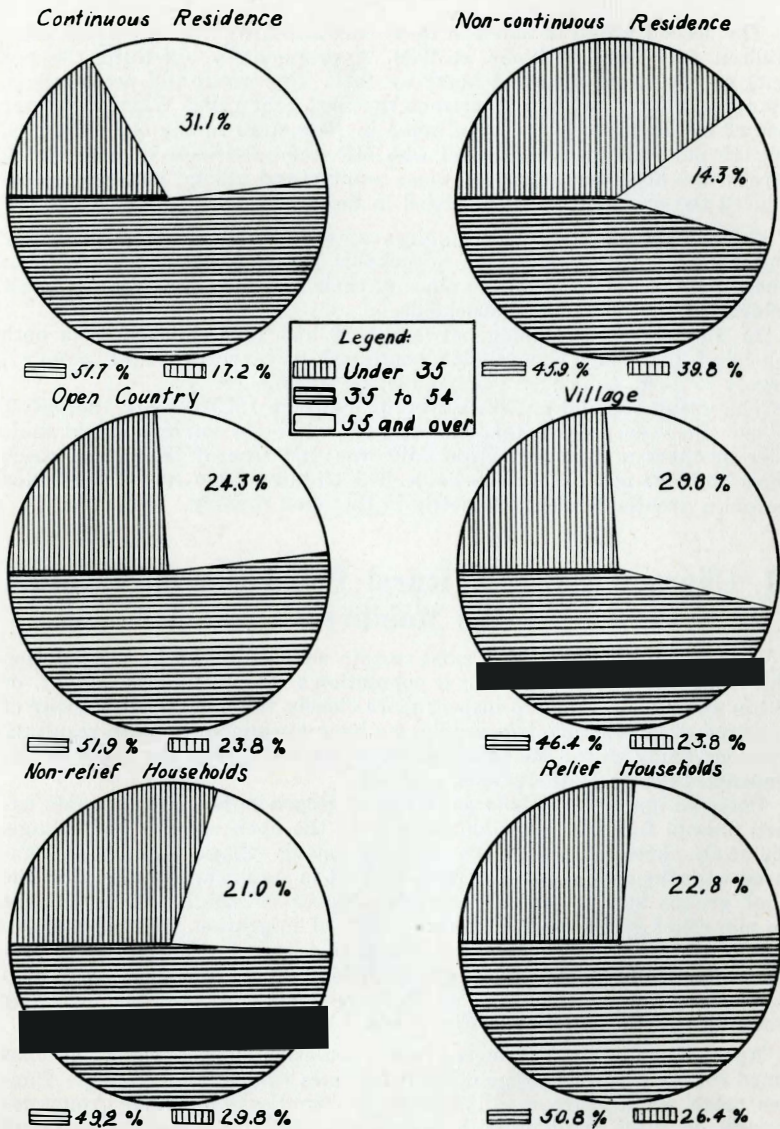 Continuous Residence
31.1 %
51.7 % 17.2 %
Non-continuous Residence
14.3 %
45.9 % 39.8 %
Legend:
Under 35
35 to 54
55 and over
Open Country
24.3%
51.9 % 23.8 %
Village
29.8 %
46.4 % 23.8 %
Non-relief Households
21.0 %
49.2 % 29.8 %
Relief Households
22.8 %
50.8 % 26.4 %